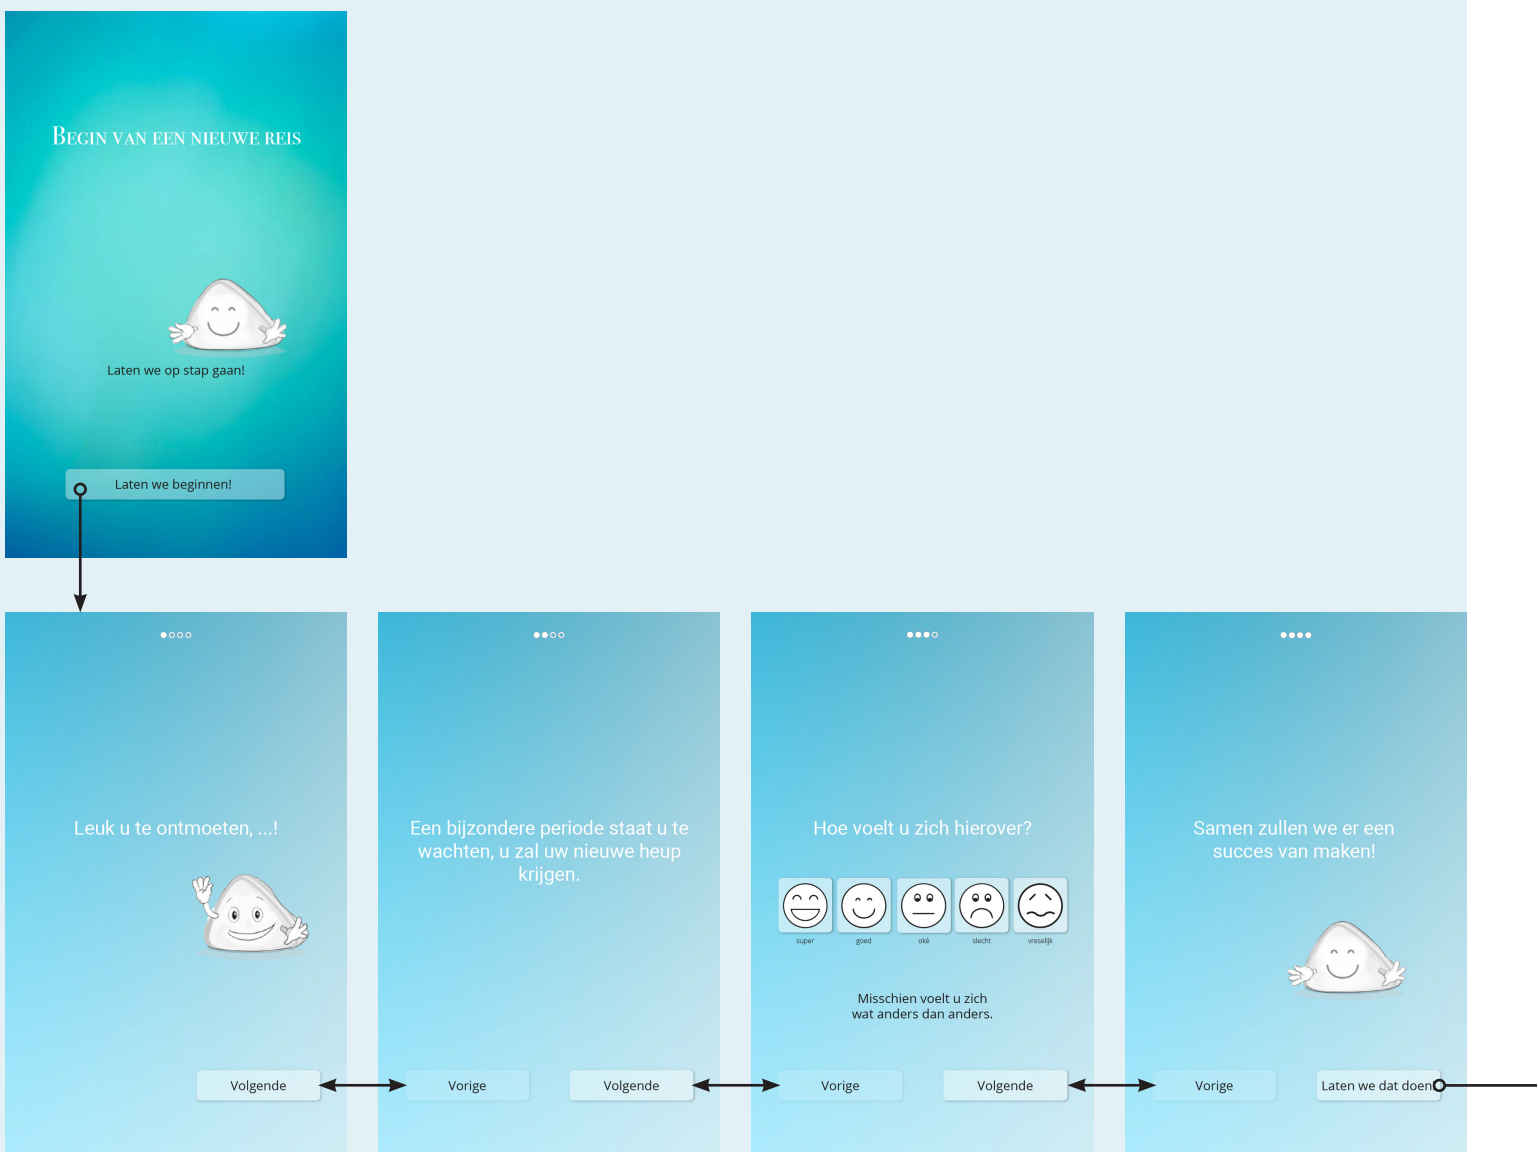 Begin van een nieuwe reis
Laten we op stap gaan!
Laten we beginnen!
Leuk u te ontmoeten, ...!
Volgende
Een bijzondere periode staat u te
wachten, u zal uw nieuwe heup
krijgen.
Vorige
Volgende
Hoe voelt u zich hierover?
super
goed
oké
slecht
vreselijk
Misschien voelt u zich
wat anders dan anders.
Vorige
Volgende
Samen zullen we er een
succes van maken!
Vorige
Laten we dat doen